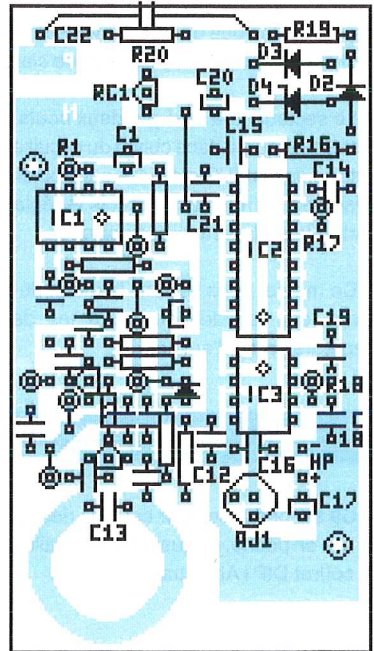 C22
R20
R19
P
D3
RC1
C20
D4
D2
N
C1
C15
R1
R16
C14
IC1
C21
IC2
R17
C19
IC3
R18
C18
C12
C16
HP
-
+
C13
AJ1
C17